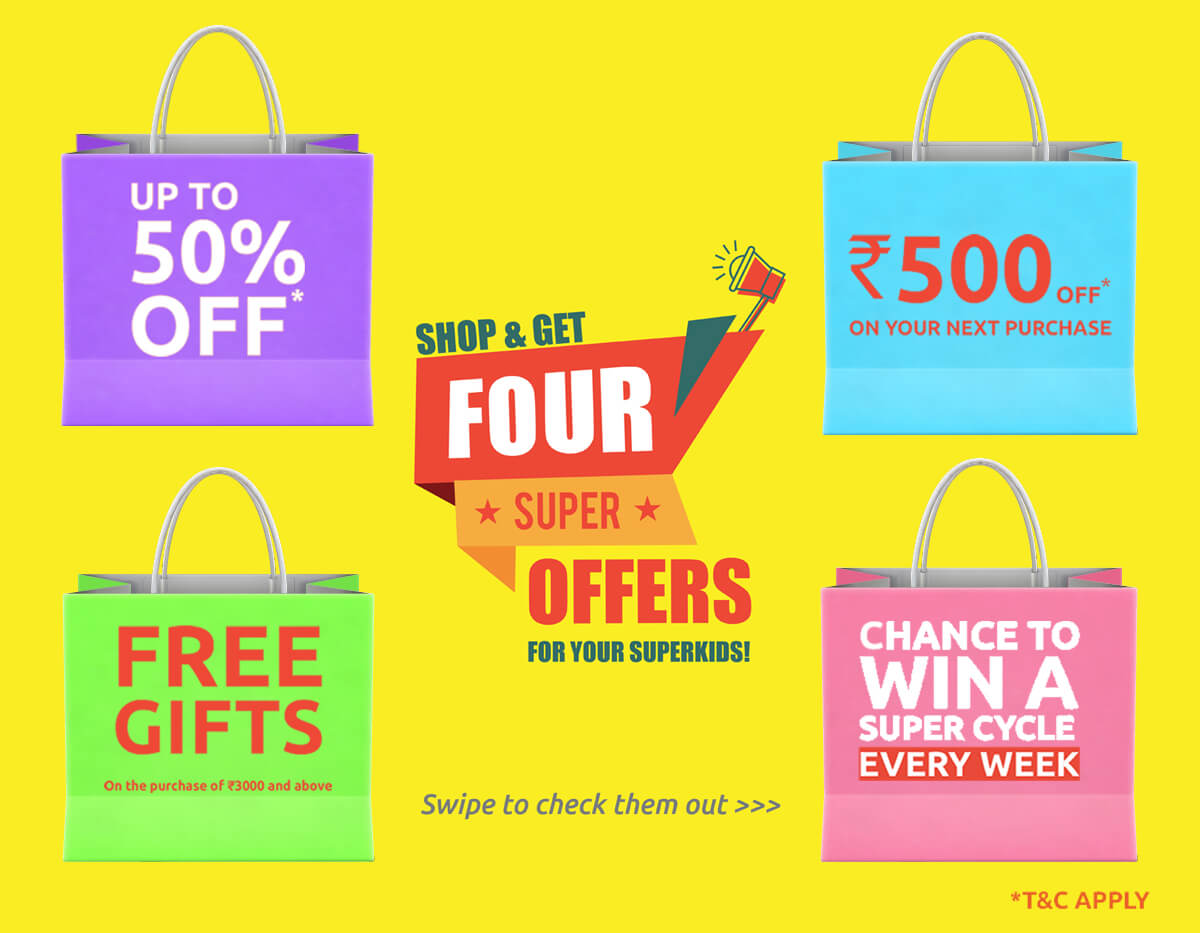 UP TO
50%
OFF*
₹500 OFF*
ON YOUR NEXT PURCHASE
SHOP & GET
FOUR
SUPER
OFFERS
FOR YOUR SUPERKIDS!
FREE
GIFTS
On the purchase of ₹3000 and above
CHANCE TO
WIN A
SUPER CYCLE
EVERY WEEK
Swipe to check them out >>>
*T&C APPLY